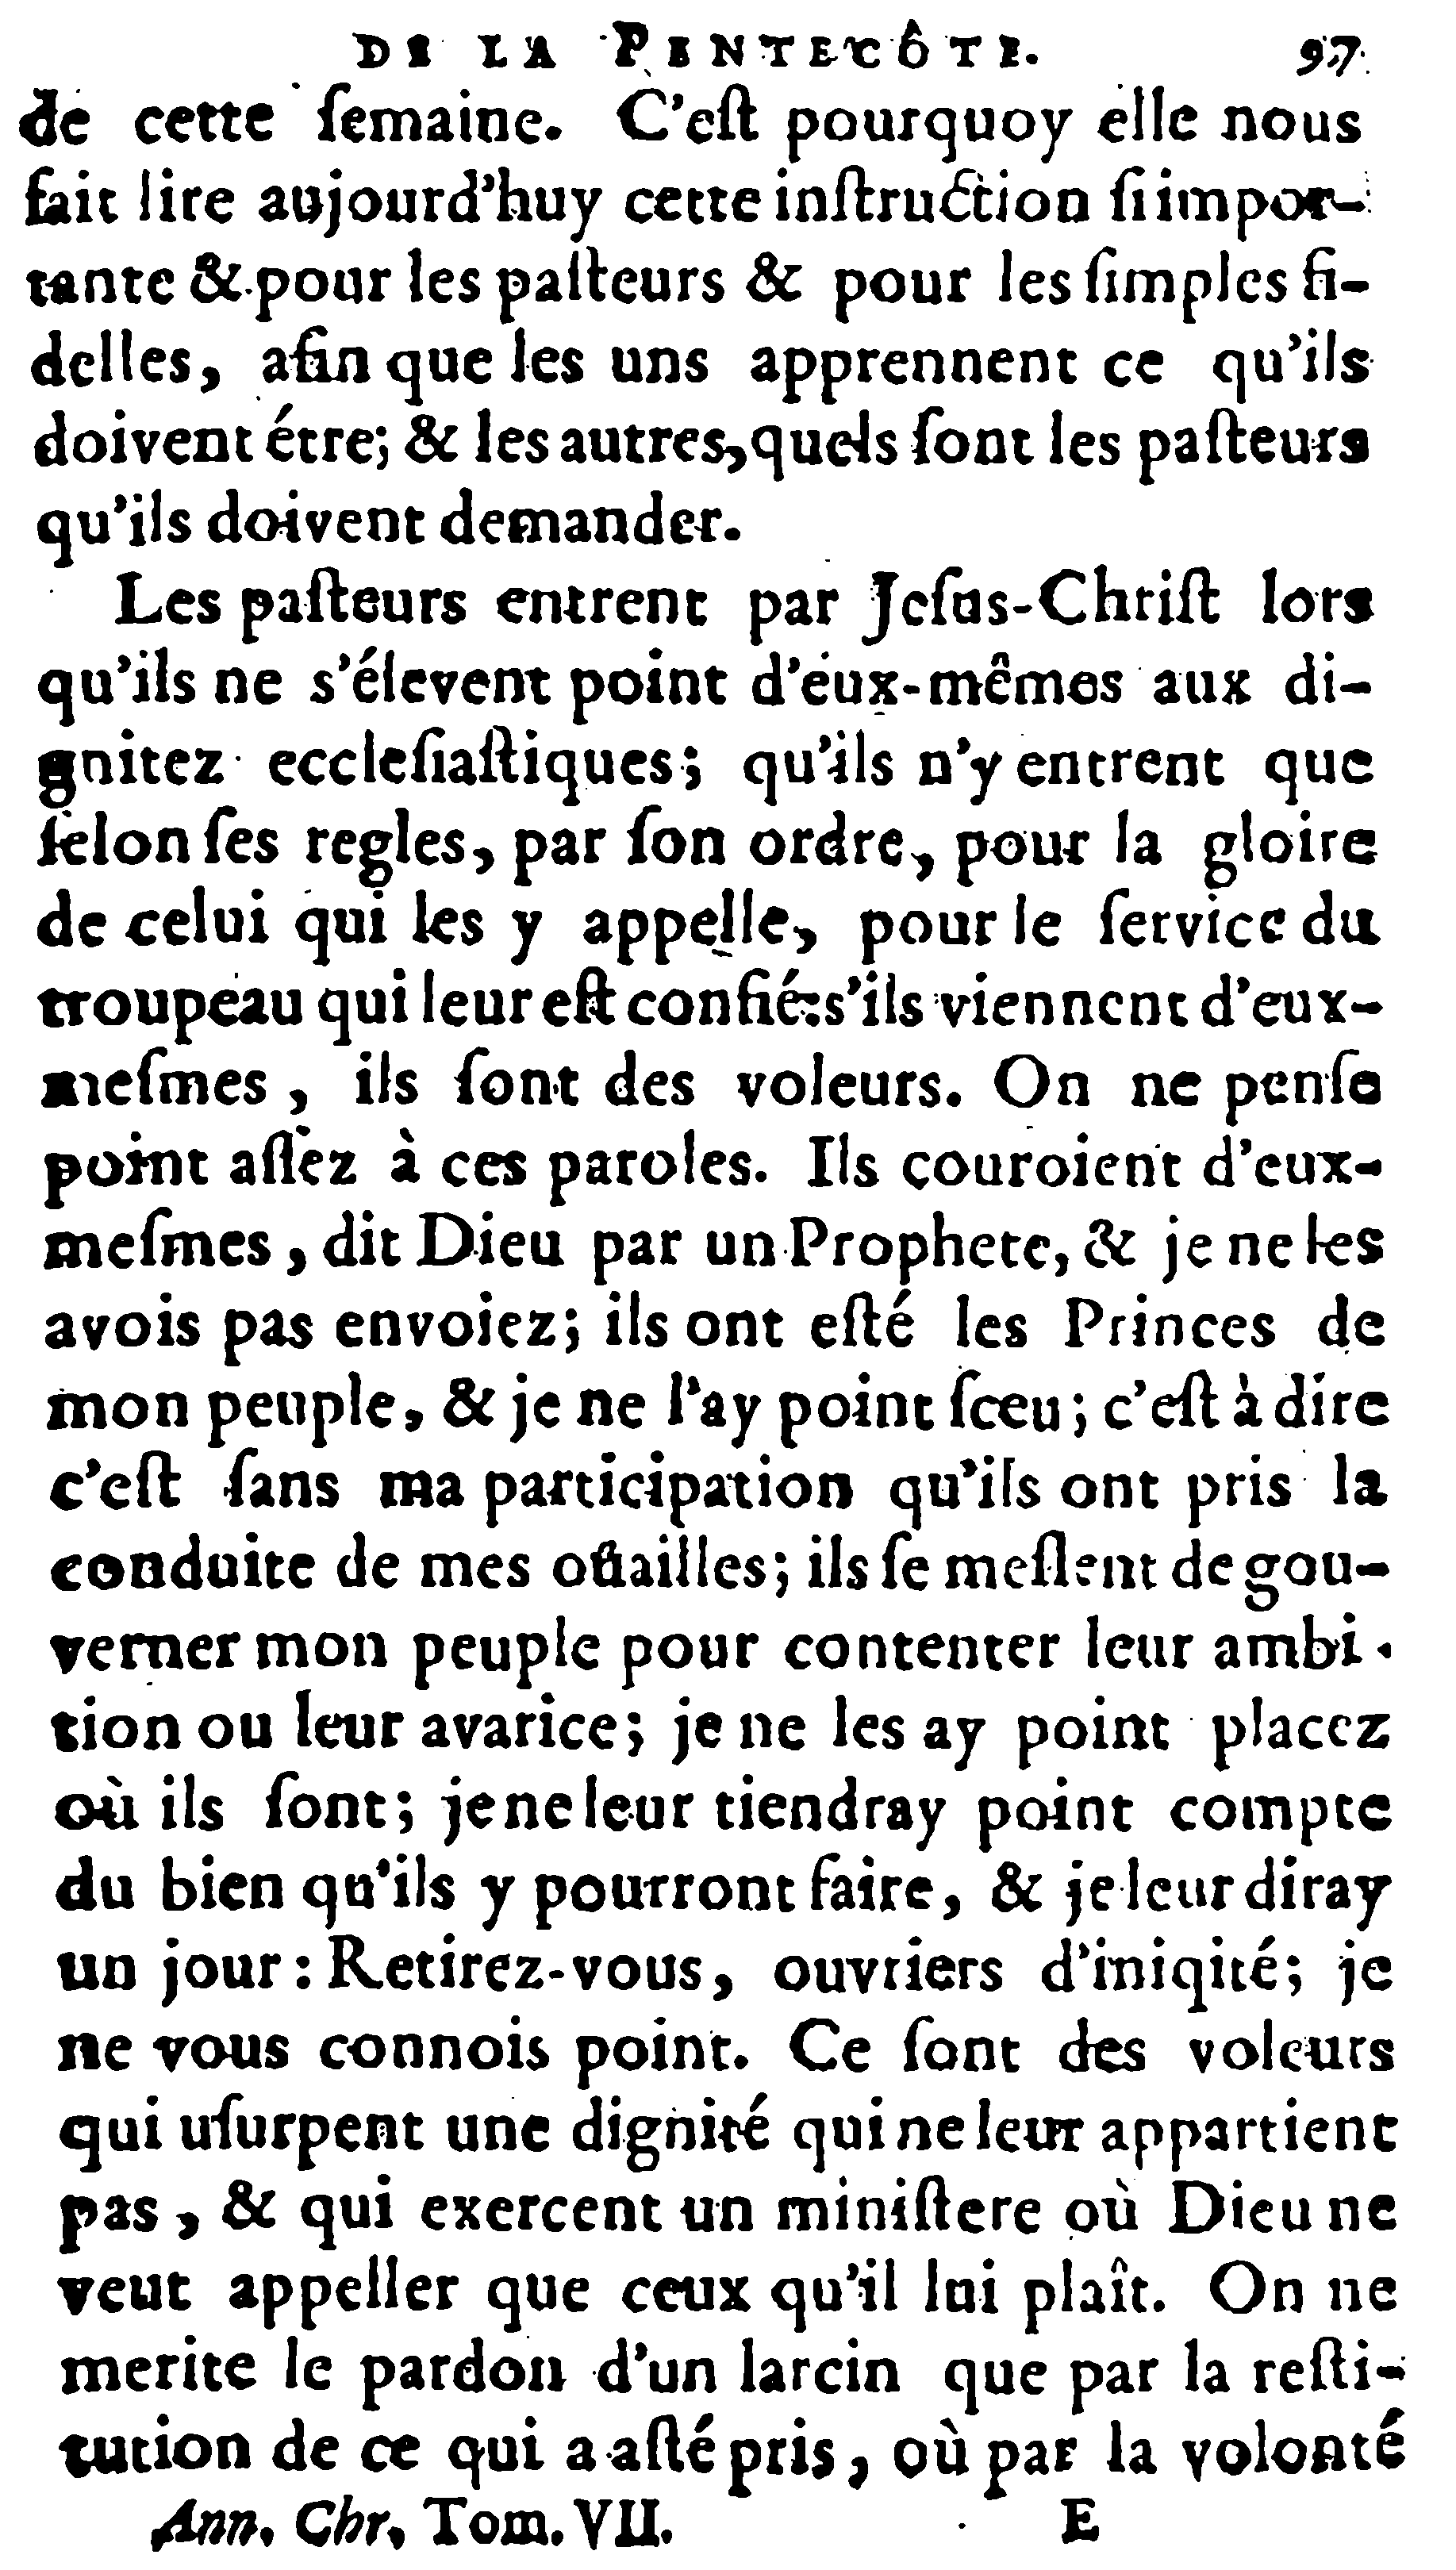 DE LA PENTECÔTE. 97
de cette ſemaine. C'eſt pourquoy elle nous
fait lire aujourd'huy cette inſtruction ſi impor-
tante & pour les paſteurs & pour les ſimples fi-
delles, afin que les uns apprennent ce qu'ils
doivent étre; & les autres, quels ſont les paſteurs
qu'ils doivent demander.
Les paſteurs entrent par Jeſus-Chriſt lors
qu'ils ne s'élevent point d'eux-mêmes aux di-
gnitez eccleſiaſtiques; qu'ils n'y entrent que
ſelon ſes regles, par ſon ordre, pour la gloire
de celui qui les y appelle, pour le ſervice du
troupeau qui leur eſt confié: s'ils viennent d'eux-
meſmes, ils ſont des voleurs. On ne penſe
point aſſez à ces paroles. Ils couroient d'eux-
meſmes, dit Dieu par un Prophete, & je ne les
avois pas envoiez; ils ont eſté les Princes de
mon peuple, & je ne l'ay point ſceu; c'eſt à dire
c'eſt ſans ma participation qu'ils ont pris la
conduite de mes oüailles; ils ſe meſlent de gou-
verner mon peuple pour contenter leur ambi-
tion ou leur avarice; je ne les ay point placez
où ils ſont; je ne leur tiendray point compte
du bien qu'ils y pourront faire, & je leur diray
un jour: Retirez-vous, ouvriers d'iniqité; je
ne vous connois point. Ce ſont des voleurs
qui uſurpent une dignité qui ne leur appartient
pas, & qui exercent un miniſtere où Dieu ne
veut appeller que ceux qu'il lui plaît. On ne
merite le pardon d'un larcin que par la reſti-
tution de ce qui a aſté pris, où par la volonté
Ann. Chr. Tom. VII. E